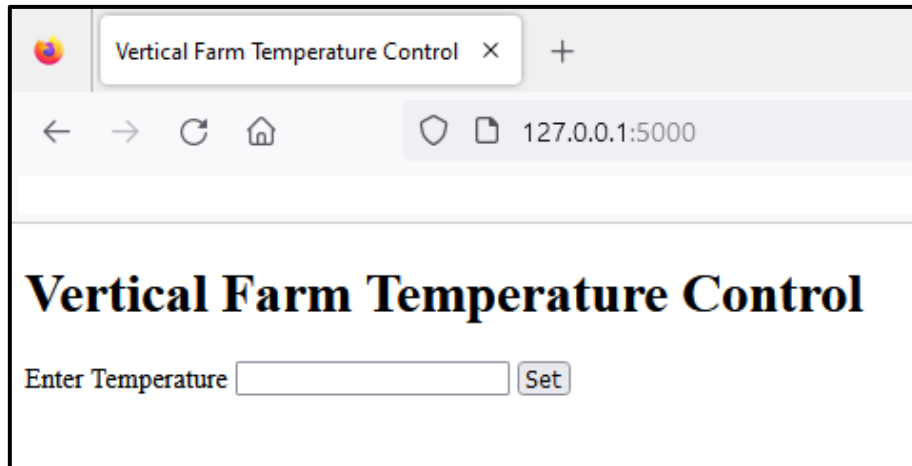 Vertical Farm Temperature Control
127.0.0.1:5000
Vertical Farm Temperature Control
Enter Temperature Set